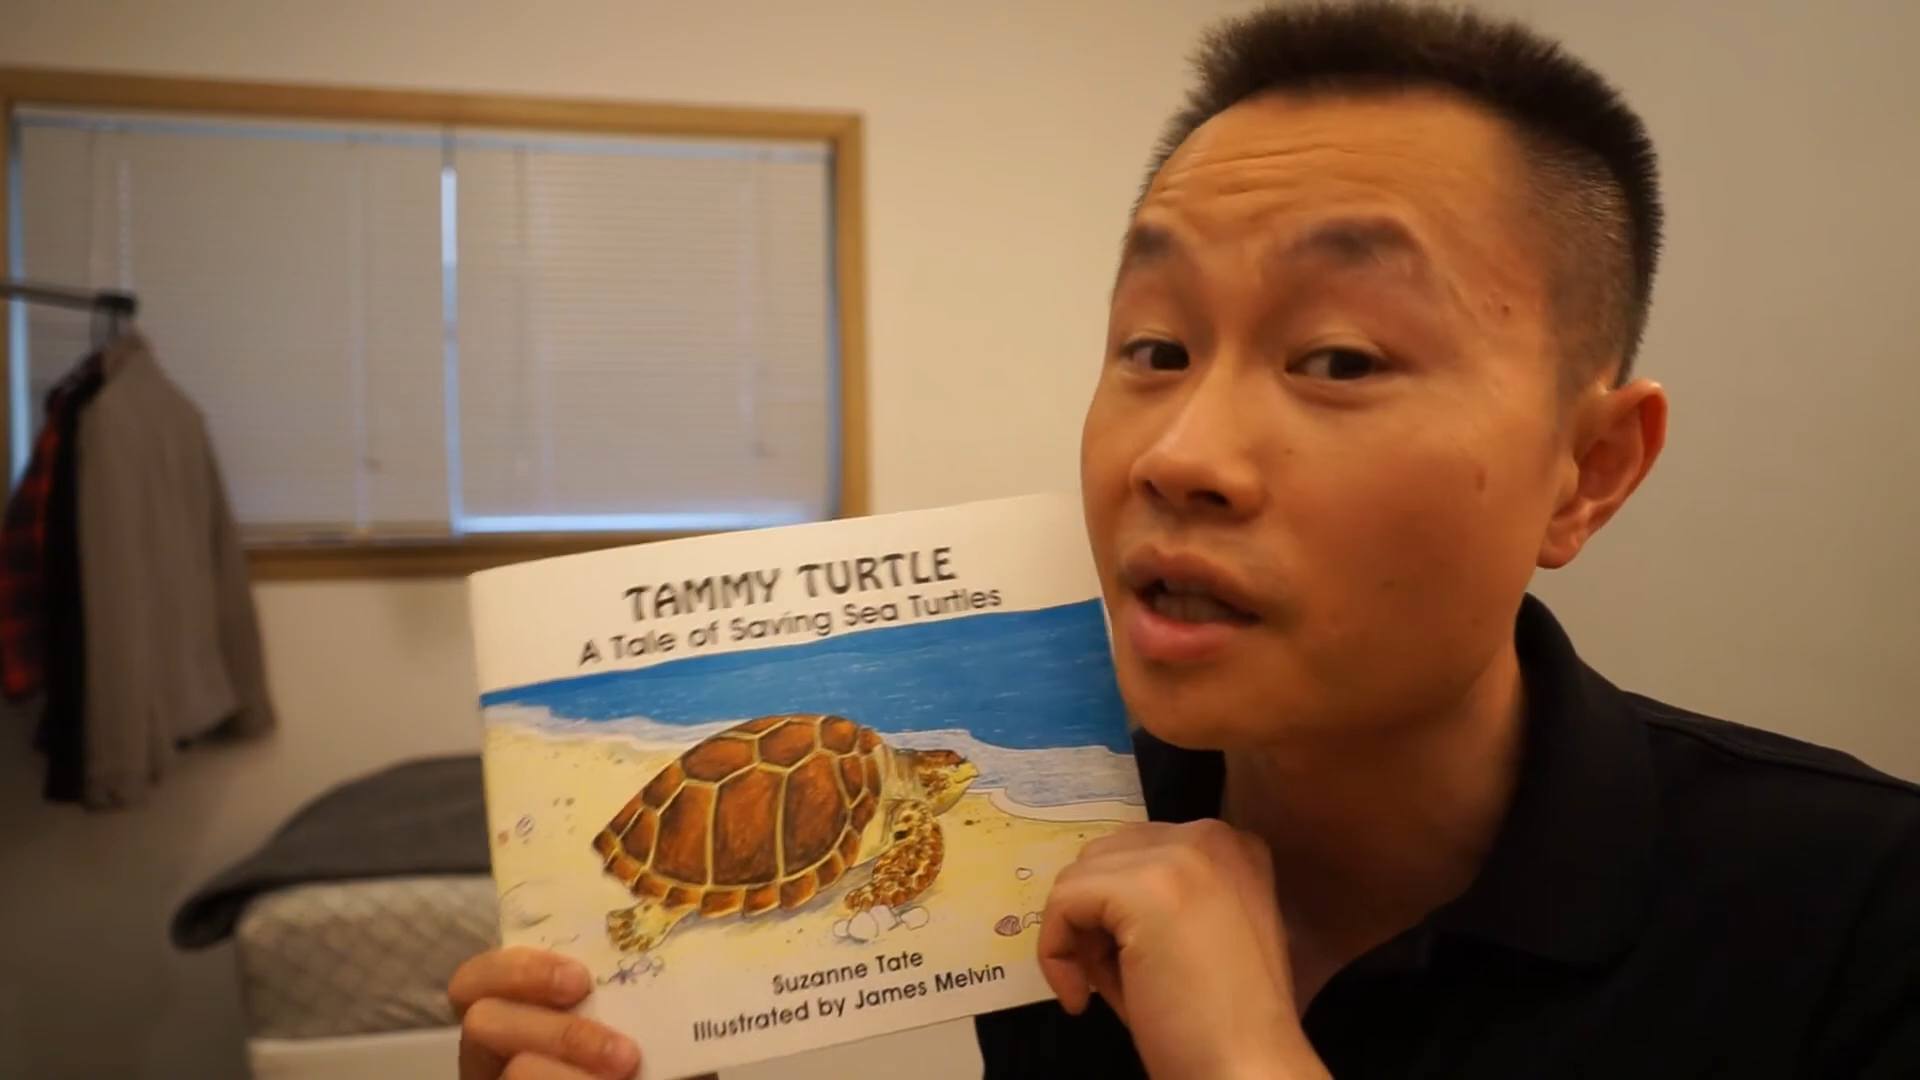 TAMMY TURTLE
A Tale of Saving Sea Turtles
Suzanne Tate
Illustrated by James Melvin